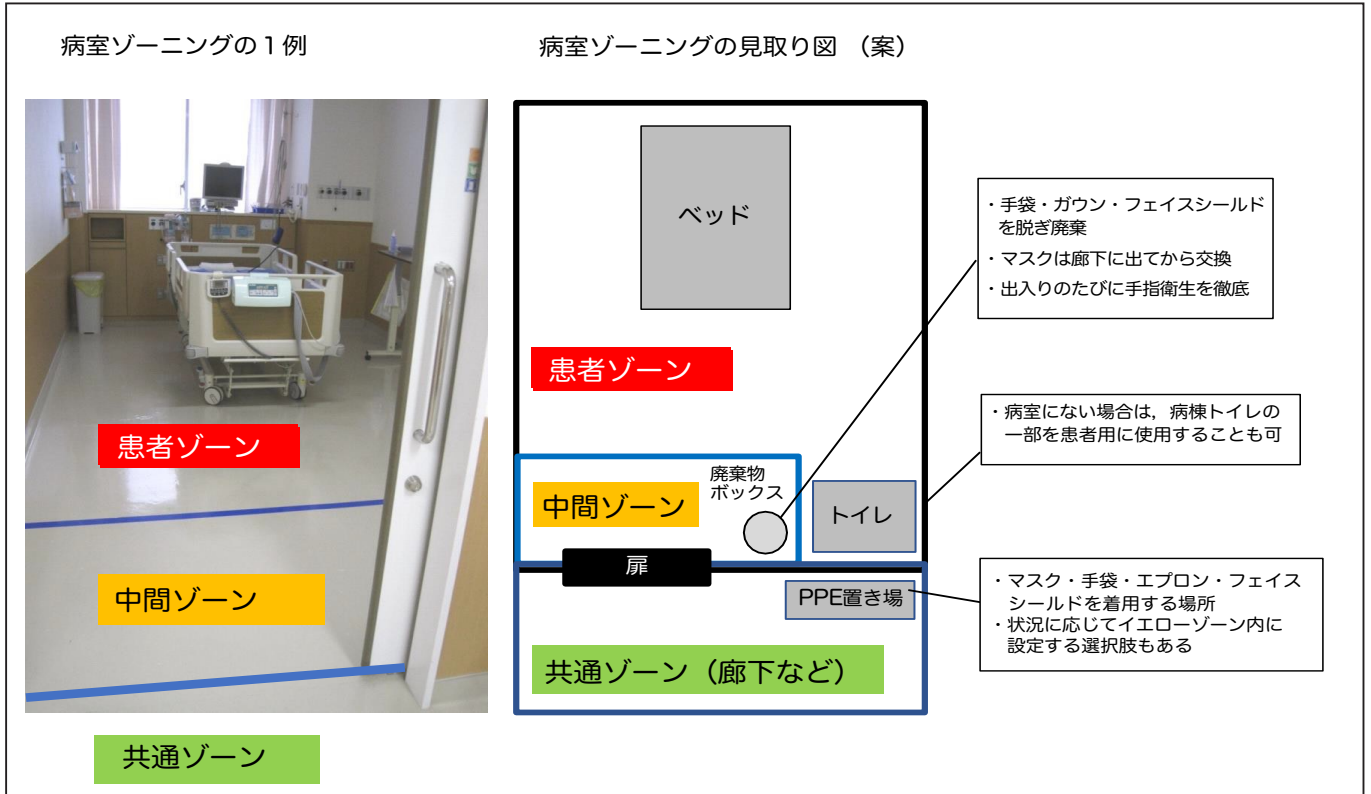 病室ゾーニングの１例
患者ゾーン
中間ゾーン
共通ゾーン
病室ゾーニングの見取り図 （案）
ベッド
患者ゾーン
中間ゾーン
廃棄物
ボックス
トイレ
扉
PPE置き場
共通ゾーン（廊下など）
・手袋・ガウン・フェイスシールド
を脱ぎ廃棄
・マスクは廊下に出てから交換
・出入りのたびに手指衛生を徹底
・病室にない場合は，病棟トイレの
一部を患者用に使用することも可
・マスク・手袋・エプロン・フェイス
シールドを着用する場所
・状況に応じてイエローゾーン内に
設定する選択肢もある